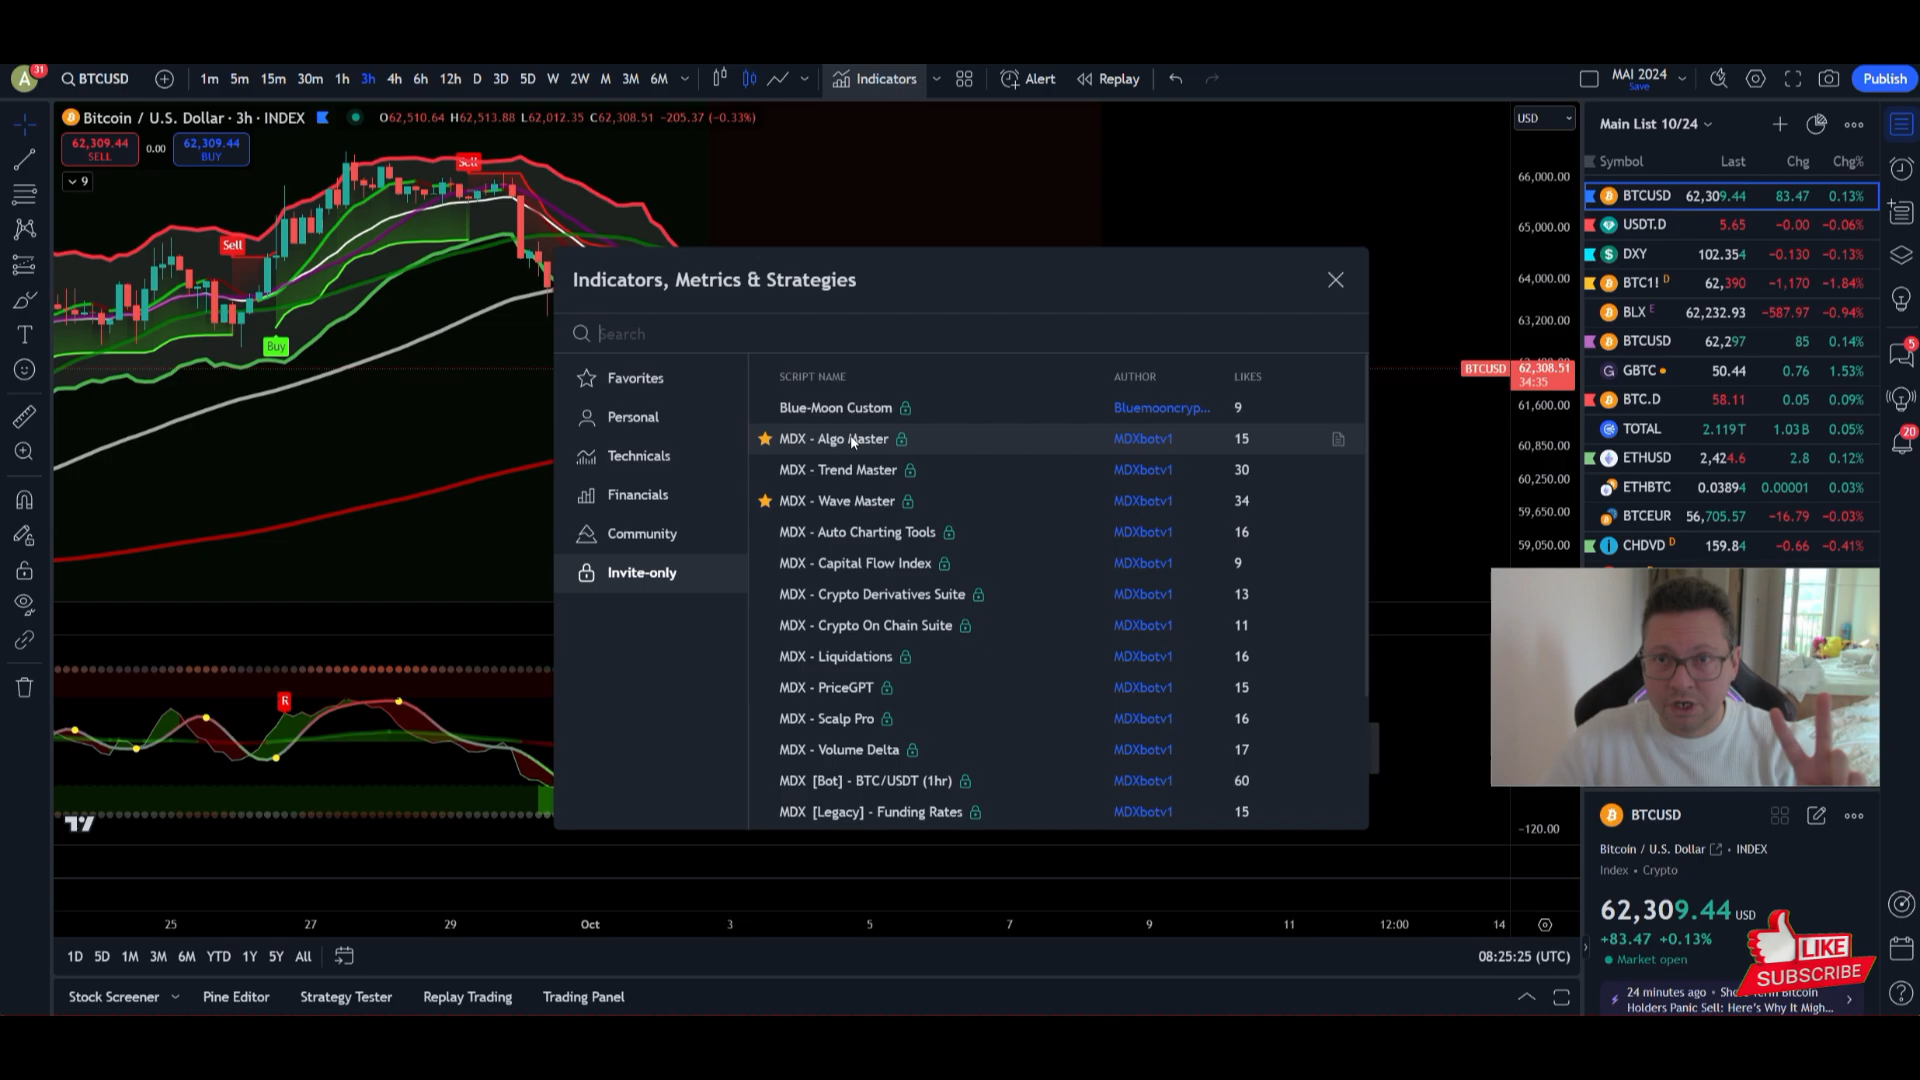 A 31 BTCUSD 1m 5m 15m 30m 1h 3h 4h 6h 12h D 3D 5D W 2W M 3M 6M Indicators Alert Replay MAI 2024 Save Publish
Bitcoin / U.S. Dollar · 3h · INDEX O62,510.64 H62,513.88 L62,012.35 C62,308.51 -205.37 (-0.33%)
62,309.44 SELL 0.00 62,309.44 BUY
9
USD
66,000.00
65,000.00
64,000.00
63,200.00
BTCUSD 62,308.51
34:35
61,600.00
60,850.00
60,250.00
59,650.00
59,050.00
-120.00
Sell
Sell
Buy
R
Indicators, Metrics & Strategies
Search
Favorites
Personal
Technicals
Financials
Community
Invite-only
SCRIPT NAME AUTHOR LIKES
Blue-Moon Custom Bluemooncryp... 9
MDX - Algo Master MDXbotv1 15
MDX - Trend Master MDXbotv1 30
MDX - Wave Master MDXbotv1 34
MDX - Auto Charting Tools MDXbotv1 16
MDX - Capital Flow Index MDXbotv1 9
MDX - Crypto Derivatives Suite MDXbotv1 13
MDX - Crypto On Chain Suite MDXbotv1 11
MDX - Liquidations MDXbotv1 16
MDX - PriceGPT MDXbotv1 15
MDX - Scalp Pro MDXbotv1 16
MDX - Volume Delta MDXbotv1 17
MDX [Bot] - BTC/USDT (1hr) MDXbotv1 60
MDX [Legacy] - Funding Rates MDXbotv1 15
25 27 29 Oct 3 5 7 9 11 12:00 14
1D 5D 1M 3M 6M YTD 1Y 5Y All 08:25:25 (UTC)
Stock Screener Pine Editor Strategy Tester Replay Trading Trading Panel
Main List 10/24
Symbol Last Chg Chg%
BTCUSD 62,309.44 83.47 0.13%
USDT.D 5.65 -0.00 -0.06%
DXY 102.354 -0.130 -0.13%
BTC1! D 62,390 -1,170 -1.84%
BLX E 62,232.93 -587.97 -0.94%
BTCUSD 62,297 85 0.14%
GBTC 50.44 0.76 1.53%
BTC.D 58.11 0.05 0.09%
TOTAL 2.119T 1.03B 0.05%
ETHUSD 2,424.6 2.8 0.12%
ETHBTC 0.03894 0.00001 0.03%
BTCEUR 56,705.57 -16.79 -0.03%
CHDVD D 159.84 -0.66 -0.41%
5
20
BTCUSD
Bitcoin / U.S. Dollar · INDEX
Index • Crypto
62,309.44 USD
+83.47 +0.13%
Market open
LIKE
SUBSCRIBE
24 minutes ago • Bitcoin
Holders Panic Sell: Here's Why It Migh...